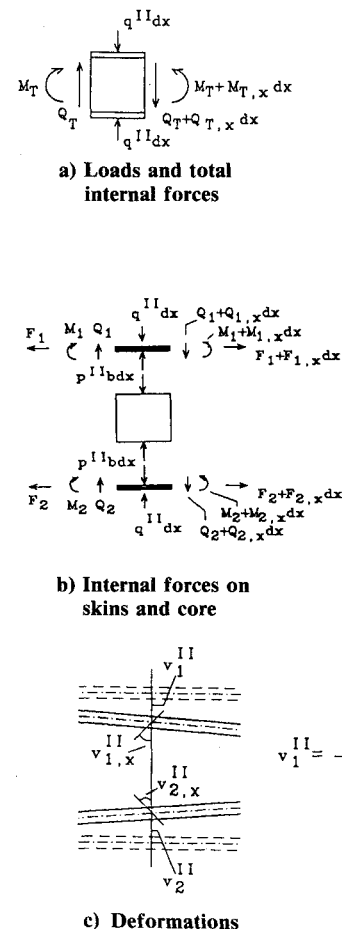 q^II dx
M_T
Q_T
M_T+M_T,x dx
Q_T+Q_T,x dx
q^II dx
a) Loads and total
internal forces
q^II dx
Q_1+Q_1,x dx
M_1+M_1,x dx
F_1
M_1 Q_1
F_1+F_1,x dx
p^II bdx
p^II bdx
F_2
M_2 Q_2
q^II dx
F_2+F_2,x dx
M_2+M_2,x dx
Q_2+Q_2,x dx
b) Internal forces on
skins and core
v_1^II
v_1,x^II
v_1^II = -
v_2,x^II
v_2^II
c) Deformations